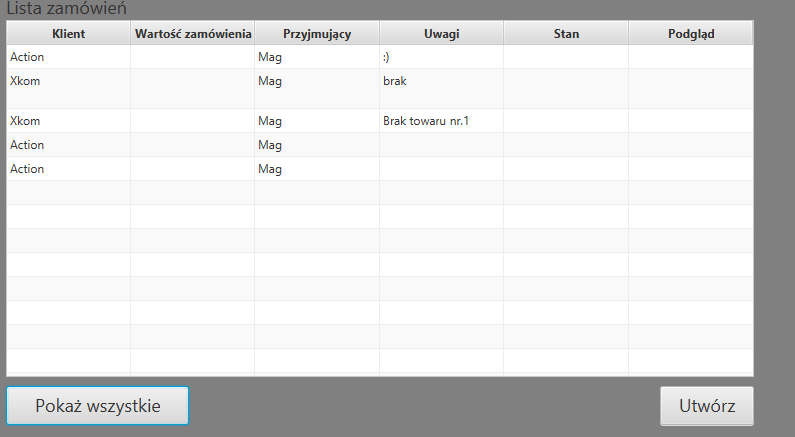 Lista zamówień
Klient Wartość zamówienia Przyjmujący Uwagi Stan Podgląd
Action Mag :)
Xkom Mag brak
Xkom Mag Brak towaru nr.1
Action Mag
Action Mag
Pokaż wszystkie Utwórz